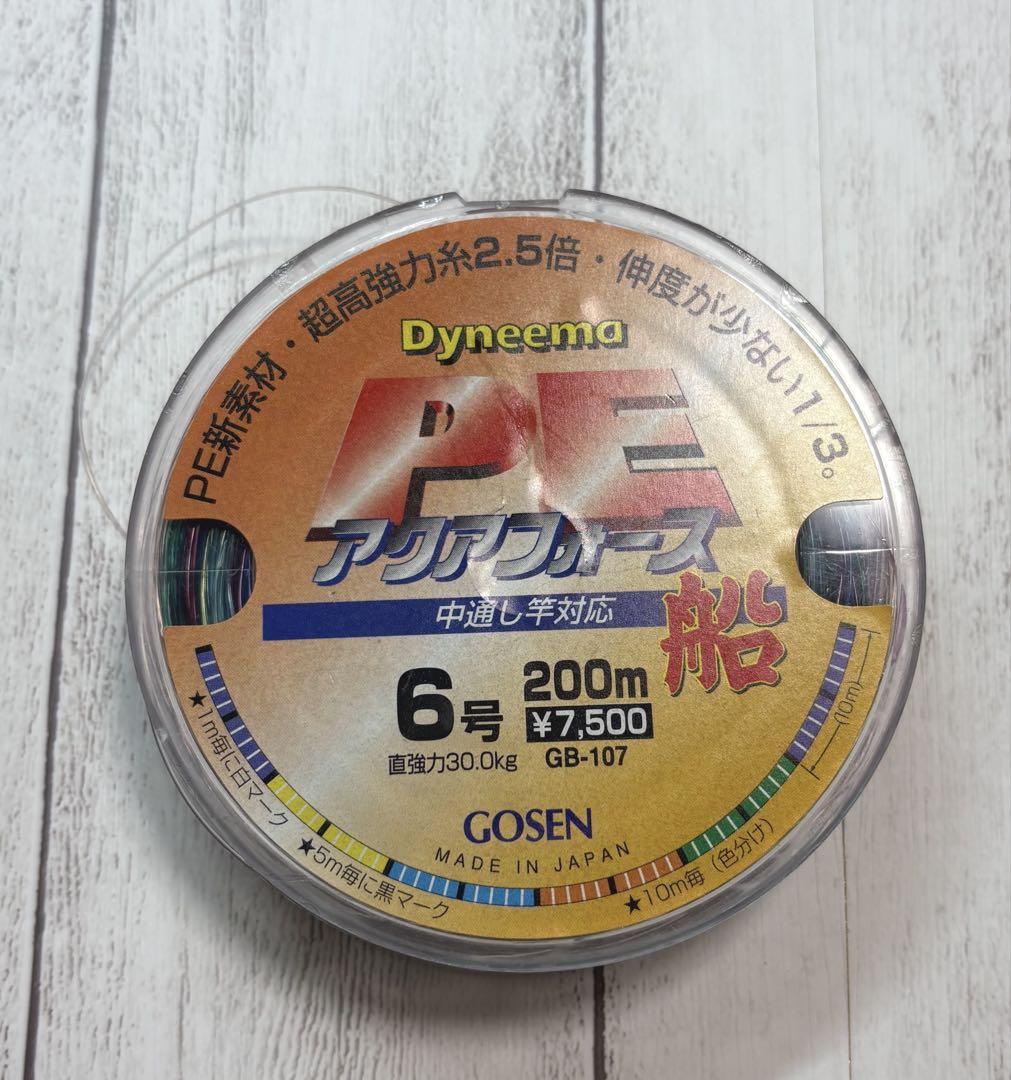 PE新素材・超高強力糸2.5倍・伸度が少ない1/3。
Dyneema
PE
アクアフォース
中通し竿対応
船
6号 200m
¥7,500
直強力30.0kg GB-107
GOSEN
MADE IN JAPAN
★1m毎に白マーク
★5m毎に黒マーク
★10m毎（色分け）
(10m)